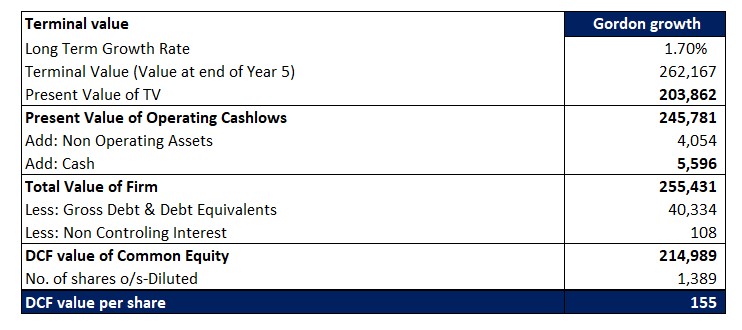 Terminal value Gordon growth
Long Term Growth Rate 1.70%
Terminal Value (Value at end of Year 5) 262,167
Present Value of TV 203,862
Present Value of Operating Cashlows 245,781
Add: Non Operating Assets 4,054
Add: Cash 5,596
Total Value of Firm 255,431
Less: Gross Debt & Debt Equivalents 40,334
Less: Non Controling Interest 108
DCF value of Common Equity 214,989
No. of shares o/s-Diluted 1,389
DCF value per share 155